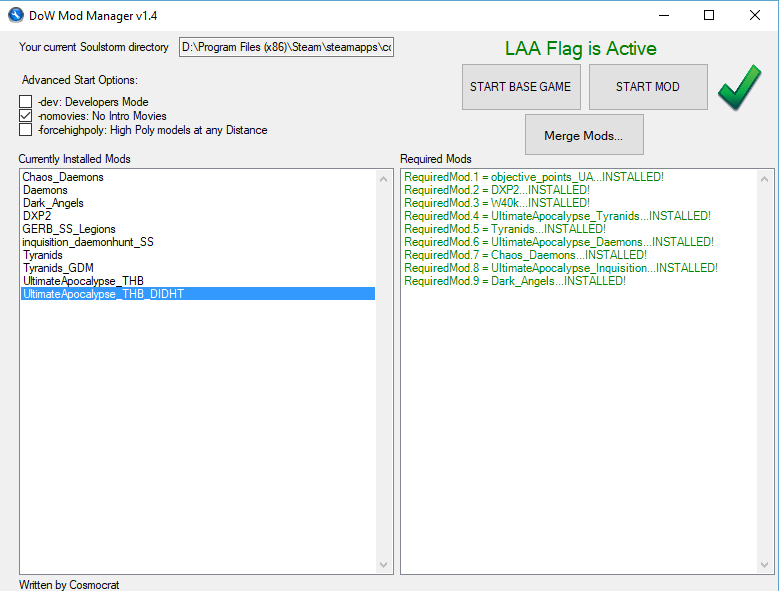 DoW Mod Manager v1.4
Your current Soulstorm directory
D:\Program Files (x86)\Steam\steamapps\cc
LAA Flag is Active
Advanced Start Options:
START BASE GAME
START MOD
-dev: Developers Mode
-nomovies: No Intro Movies
-forcehighpoly: High Poly models at any Distance
Merge Mods...
Currently Installed Mods
Chaos_Daemons
Daemons
Dark_Angels
DXP2
GERB_SS_Legions
inquisition_daemonhunt_SS
Tyranids
Tyranids_GDM
UltimateApocalypse_THB
UltimateApocalypse_THB_DIDHT
Required Mods
RequiredMod.1 = objective_points_UA...INSTALLED!
RequiredMod.2 = DXP2...INSTALLED!
RequiredMod.3 = W40k...INSTALLED!
RequiredMod.4 = UltimateApocalypse_Tyranids...INSTALLED!
RequiredMod.5 = Tyranids...INSTALLED!
RequiredMod.6 = UltimateApocalypse_Daemons...INSTALLED!
RequiredMod.7 = Chaos_Daemons...INSTALLED!
RequiredMod.8 = UltimateApocalypse_Inquisition...INSTALLED!
RequiredMod.9 = Dark_Angels...INSTALLED!
Written by Cosmocrat